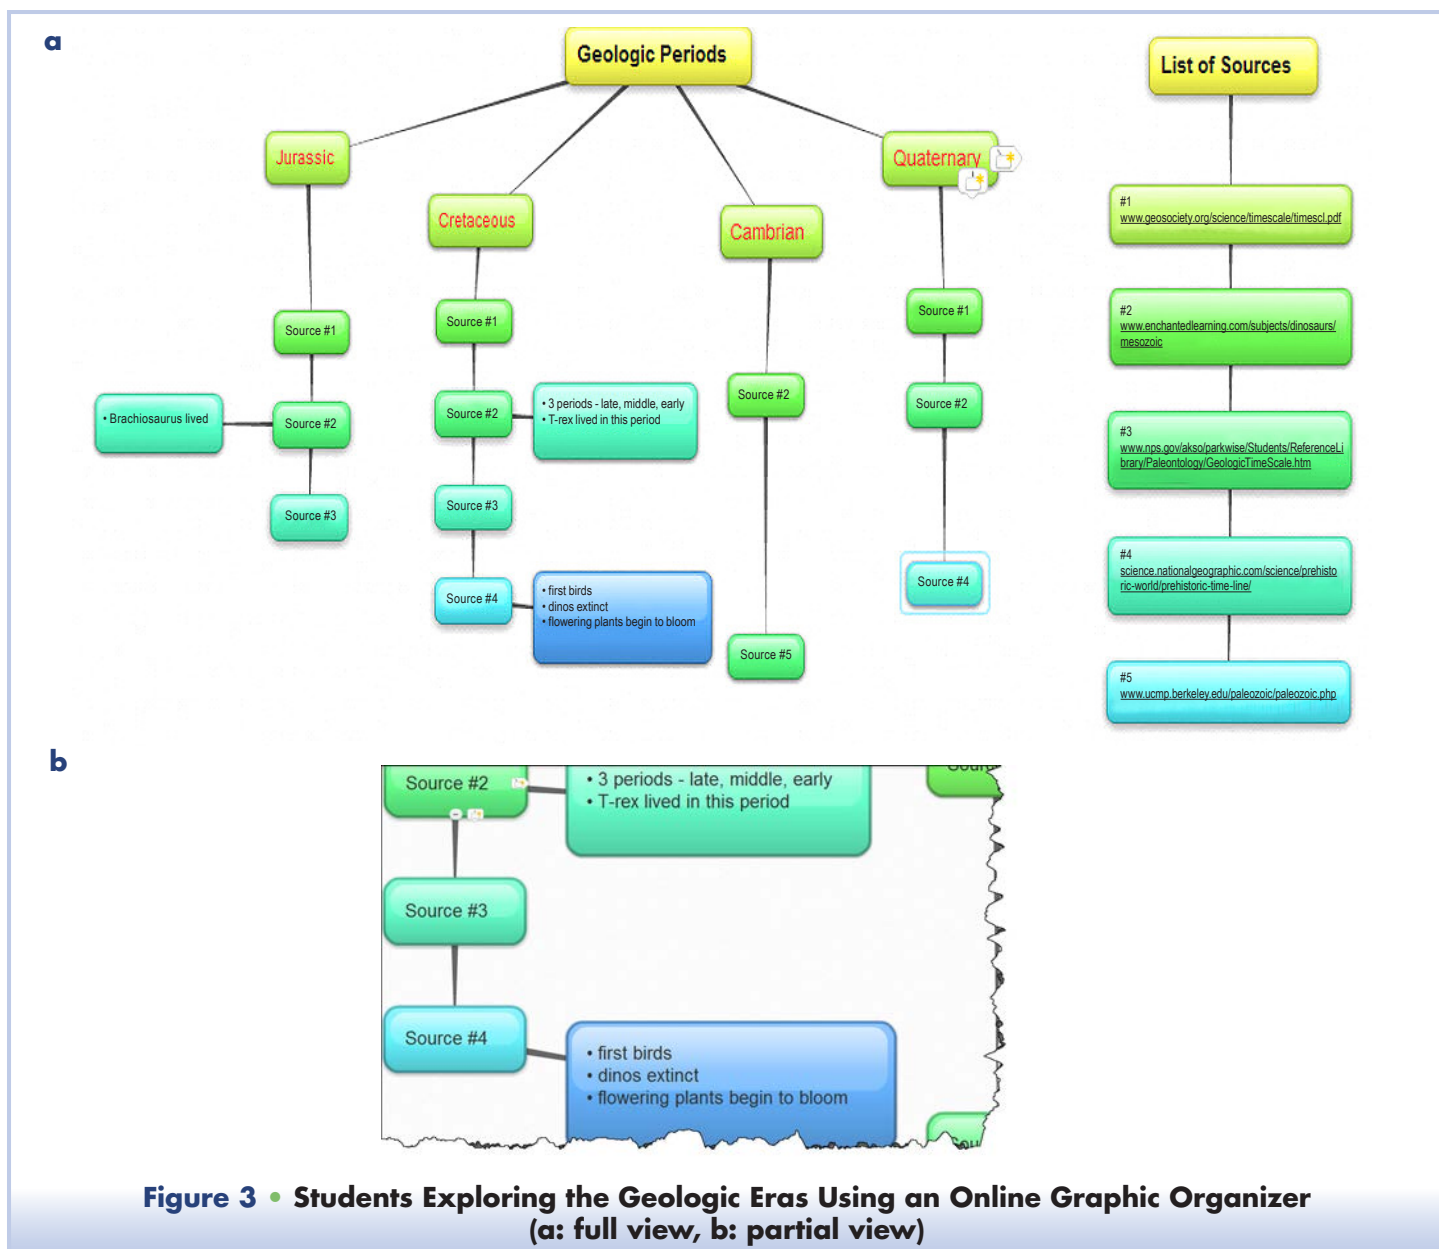 a
Geologic Periods
List of Sources
Jurassic
Quaternary
Cretaceous
Cambrian
#1
www.geosociety.org/science/timescale/timescl.pdf
Source #1
Source #1
Source #1
#2
www.enchantedlearning.com/subjects/dinosaurs/
mesozoic
• Brachiosaurus lived
Source #2
Source #2
• 3 periods - late, middle, early
• T-rex lived in this period
Source #2
Source #2
#3
www.nps.gov/akso/parkwise/Students/ReferenceLi
brary/Paleontology/GeologicTimeScale.htm
Source #3
Source #3
Source #4
• first birds
• dinos extinct
• flowering plants begin to bloom
Source #5
Source #4
#4
science.nationalgeographic.com/science/prehisto
ric-world/prehistoric-time-line/
#5
www.ucmp.berkeley.edu/paleozoic/paleozoic.php
b
Source #2
• 3 periods - late, middle, early
• T-rex lived in this period
Source #3
Source #4
• first birds
• dinos extinct
• flowering plants begin to bloom
Figure 3 • Students Exploring the Geologic Eras Using an Online Graphic Organizer
(a: full view, b: partial view)